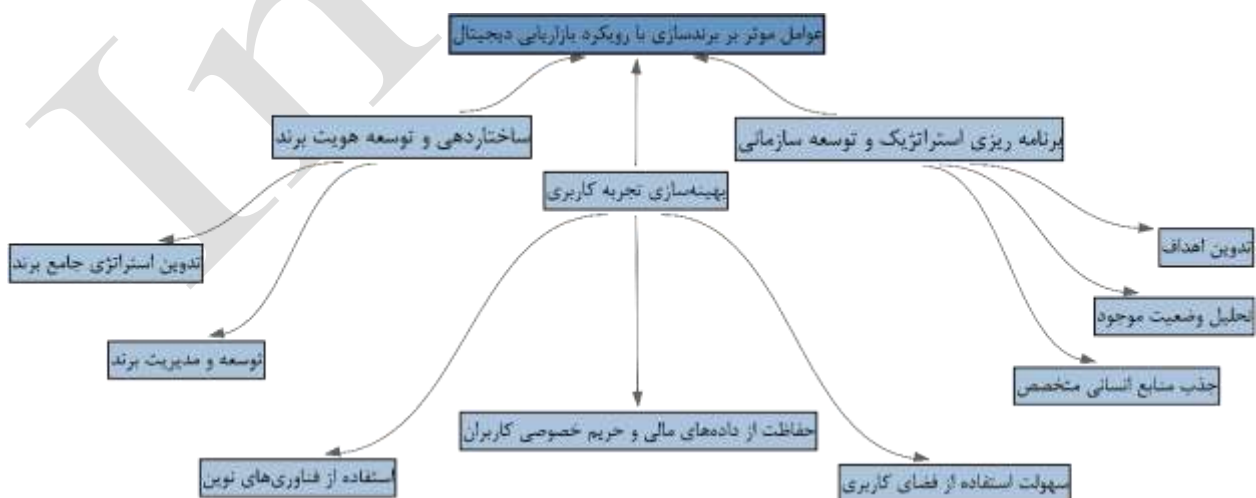 عوامل موثر بر برندسازی با رویکرد بازاریابی دیجیتال
برنامه ریزی استراتژیک و توسعه سازمانی
ساختاردهی و توسعه هویت برند
بهینه‌سازی تجربه کاربری
تدوین اهداف
تدوین استراتژی جامع برند
تحلیل وضعیت موجود
توسعه و مدیریت برند
جذب منابع انسانی متخصص
حفاظت از داده‌های مالی و حریم خصوصی کاربران
سهولت استفاده از فضای کاربری
استفاده از فناوری‌های نوین
In